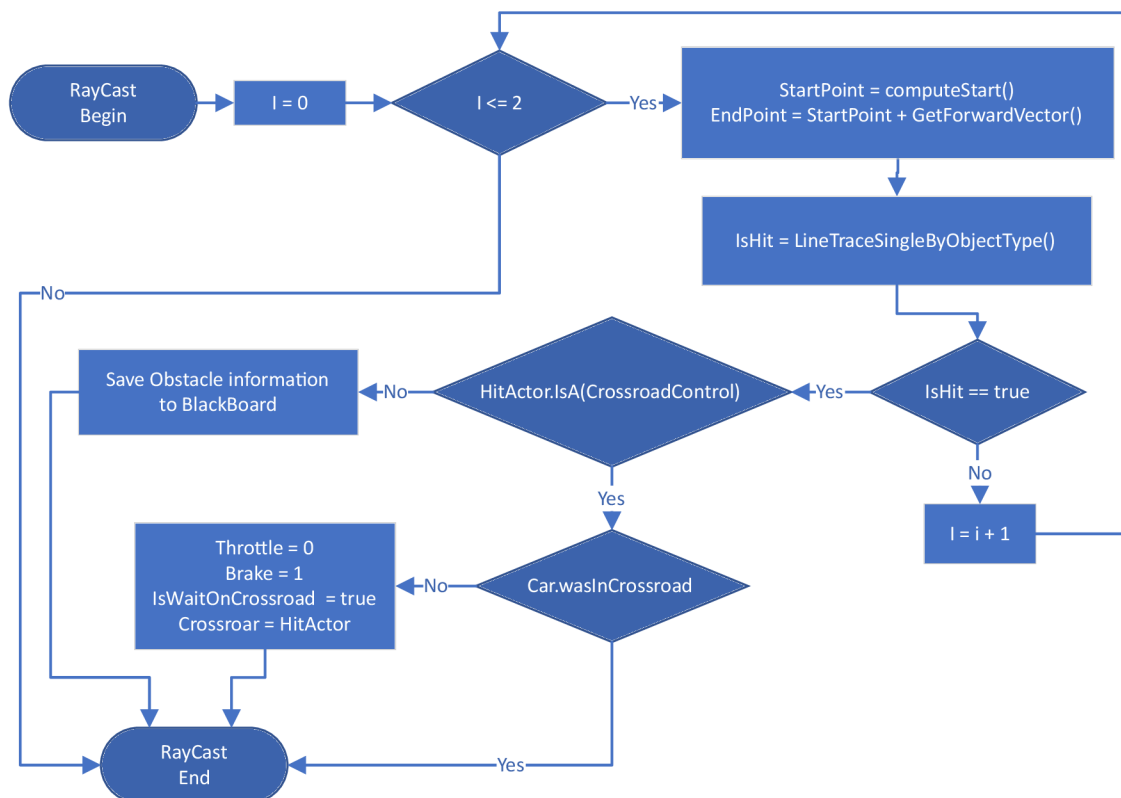 RayCast
Begin
I = 0
I <= 2
Yes
StartPoint = computeStart()
EndPoint = StartPoint + GetForwardVector()
IsHit = LineTraceSingleByObjectType()
No
Save Obstacle information
to BlackBoard
No
HitActor.IsA(CrossroadControl)
Yes
IsHit == true
No
Yes
I = i + 1
Throttle = 0
Brake = 1
IsWaitOnCrossroad  = true
Crossroar = HitActor
No
Car.wasInCrossroad
RayCast
End
Yes